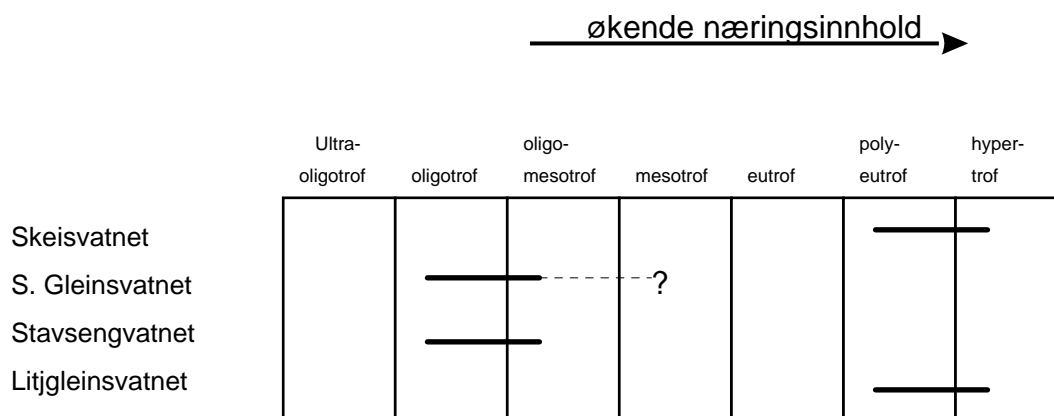 økende næringsinnhold
Ultra- oligo- poly- hyper-
oligotrof oligotrof mesotrof mesotrof eutrof eutrof trof
Skeisvatnet
S. Gleinsvatnet ?
Stavsengvatnet
Litjgleinsvatnet